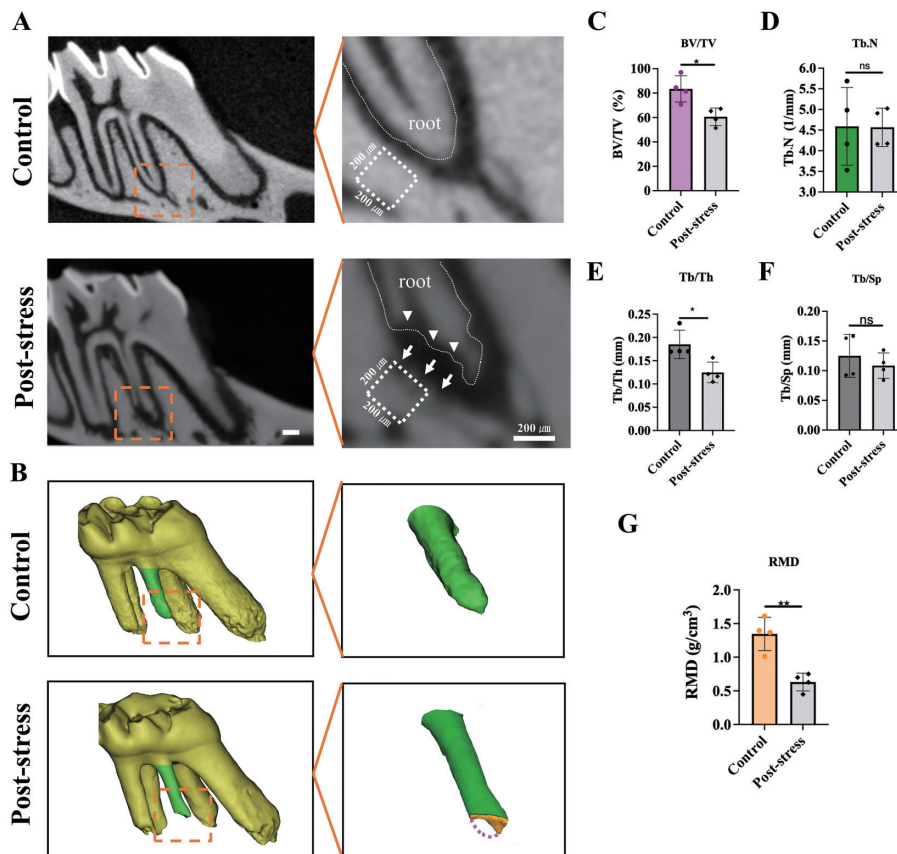 A
Control
root
200 μm
200 μm
Post-stress
root
200 μm
200 μm
200 μm
B
Control
Post-stress
C
BV/TV
*
BV/TV (%)
100
80
60
40
20
0
Control
Post-stress
D
Tb.N
ns
Tb.N (1/mm)
6.0
5.5
5.0
4.5
4.0
3.5
3.0
Control
Post-stress
E
Tb/Th
*
Tb/Th (mm)
0.25
0.20
0.15
0.10
0.05
0.00
Control
Post-stress
F
Tb/Sp
ns
Tb/Sp (mm)
0.20
0.15
0.10
0.05
0.00
Control
Post-stress
G
RMD
**
RMD (g/cm³)
2.0
1.5
1.0
0.5
0.0
Control
Post-stress